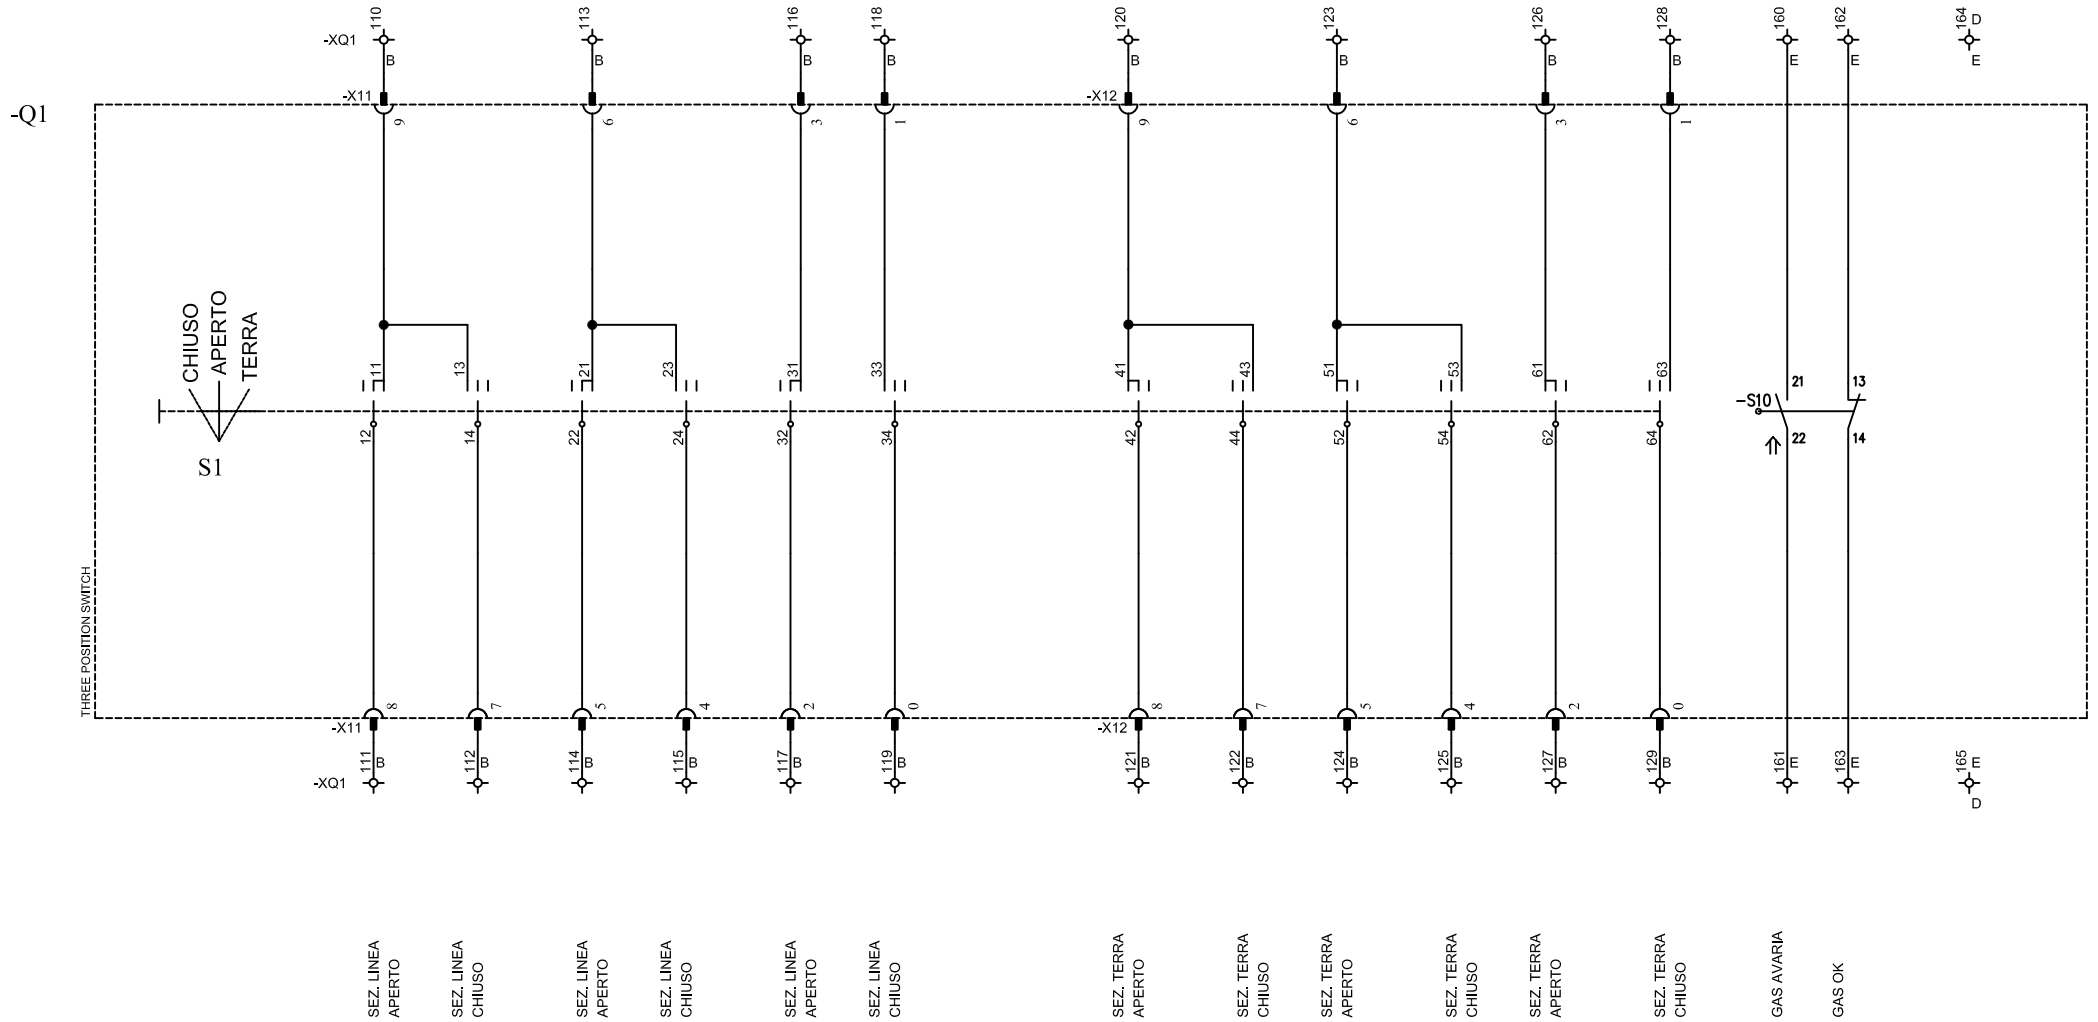 110
113
116
118
120
123
126
128
160
162
164
D
-XQ1
B
B
B
B
B
B
B
B
E
E
E
-X11
-X12
-Q1
9
6
3
1
9
6
3
1
CHIUSO
APERTO
TERRA
11
13
21
23
31
33
41
43
51
53
61
63
21
13
-S10
12
14
22
24
32
34
42
44
52
54
62
64
22
14
S1
THREE POSITION SWITCH
8
7
5
4
2
0
8
7
5
4
2
0
-X11
-X12
111
112
114
115
117
119
121
122
124
125
127
129
161
163
165
B
B
B
B
B
B
B
B
B
B
B
B
E
E
E
-XQ1
D
SEZ. LINEA
APERTO
SEZ. LINEA
CHIUSO
SEZ. LINEA
APERTO
SEZ. LINEA
CHIUSO
SEZ. LINEA
APERTO
SEZ. LINEA
CHIUSO
SEZ. TERRA
APERTO
SEZ. TERRA
CHIUSO
SEZ. TERRA
APERTO
SEZ. TERRA
CHIUSO
SEZ. TERRA
APERTO
SEZ. TERRA
CHIUSO
GAS AVARIA
GAS OK